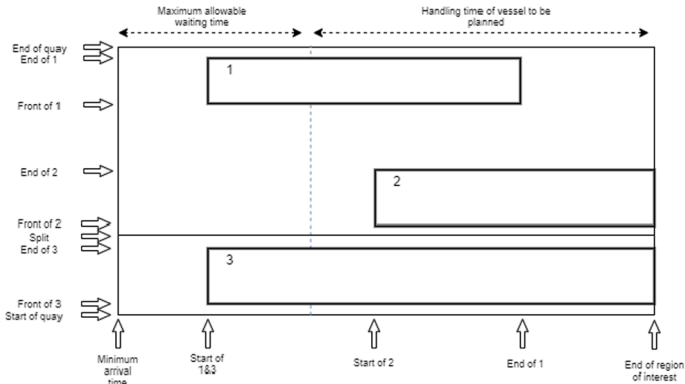 Maximum allowable
waiting time
Handling time of vessel to be
planned
End of quay
End of 1
1
Front of 1
End of 2
2
Front of 2
Split
End of 3
3
Front of 3
Start of quay
Minimum
arrival
time
Start of
1&3
Start of 2
End of 1
End of region
of interest